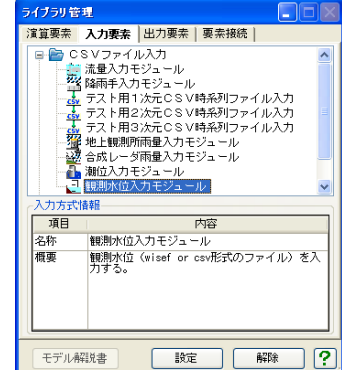 ライブラリ管理
演算要素 入力要素 出力要素 要素接続
CSVファイル入力
流量入力モジュール
降雨手入力モジュール
テスト用1次元CSV時系列ファイル入力
テスト用2次元CSV時系列ファイル入力
テスト用3次元CSV時系列ファイル入力
地上観測所雨量入力モジュール
合成レーダ雨量入力モジュール
潮位入力モジュール
観測水位入力モジュール
入力方式情報
項目 内容
名称 観測水位入力モジュール
概要 観測水位（wisef or csv形式のファイル）を入
力する。
モデル解説書 設定 解除 ?